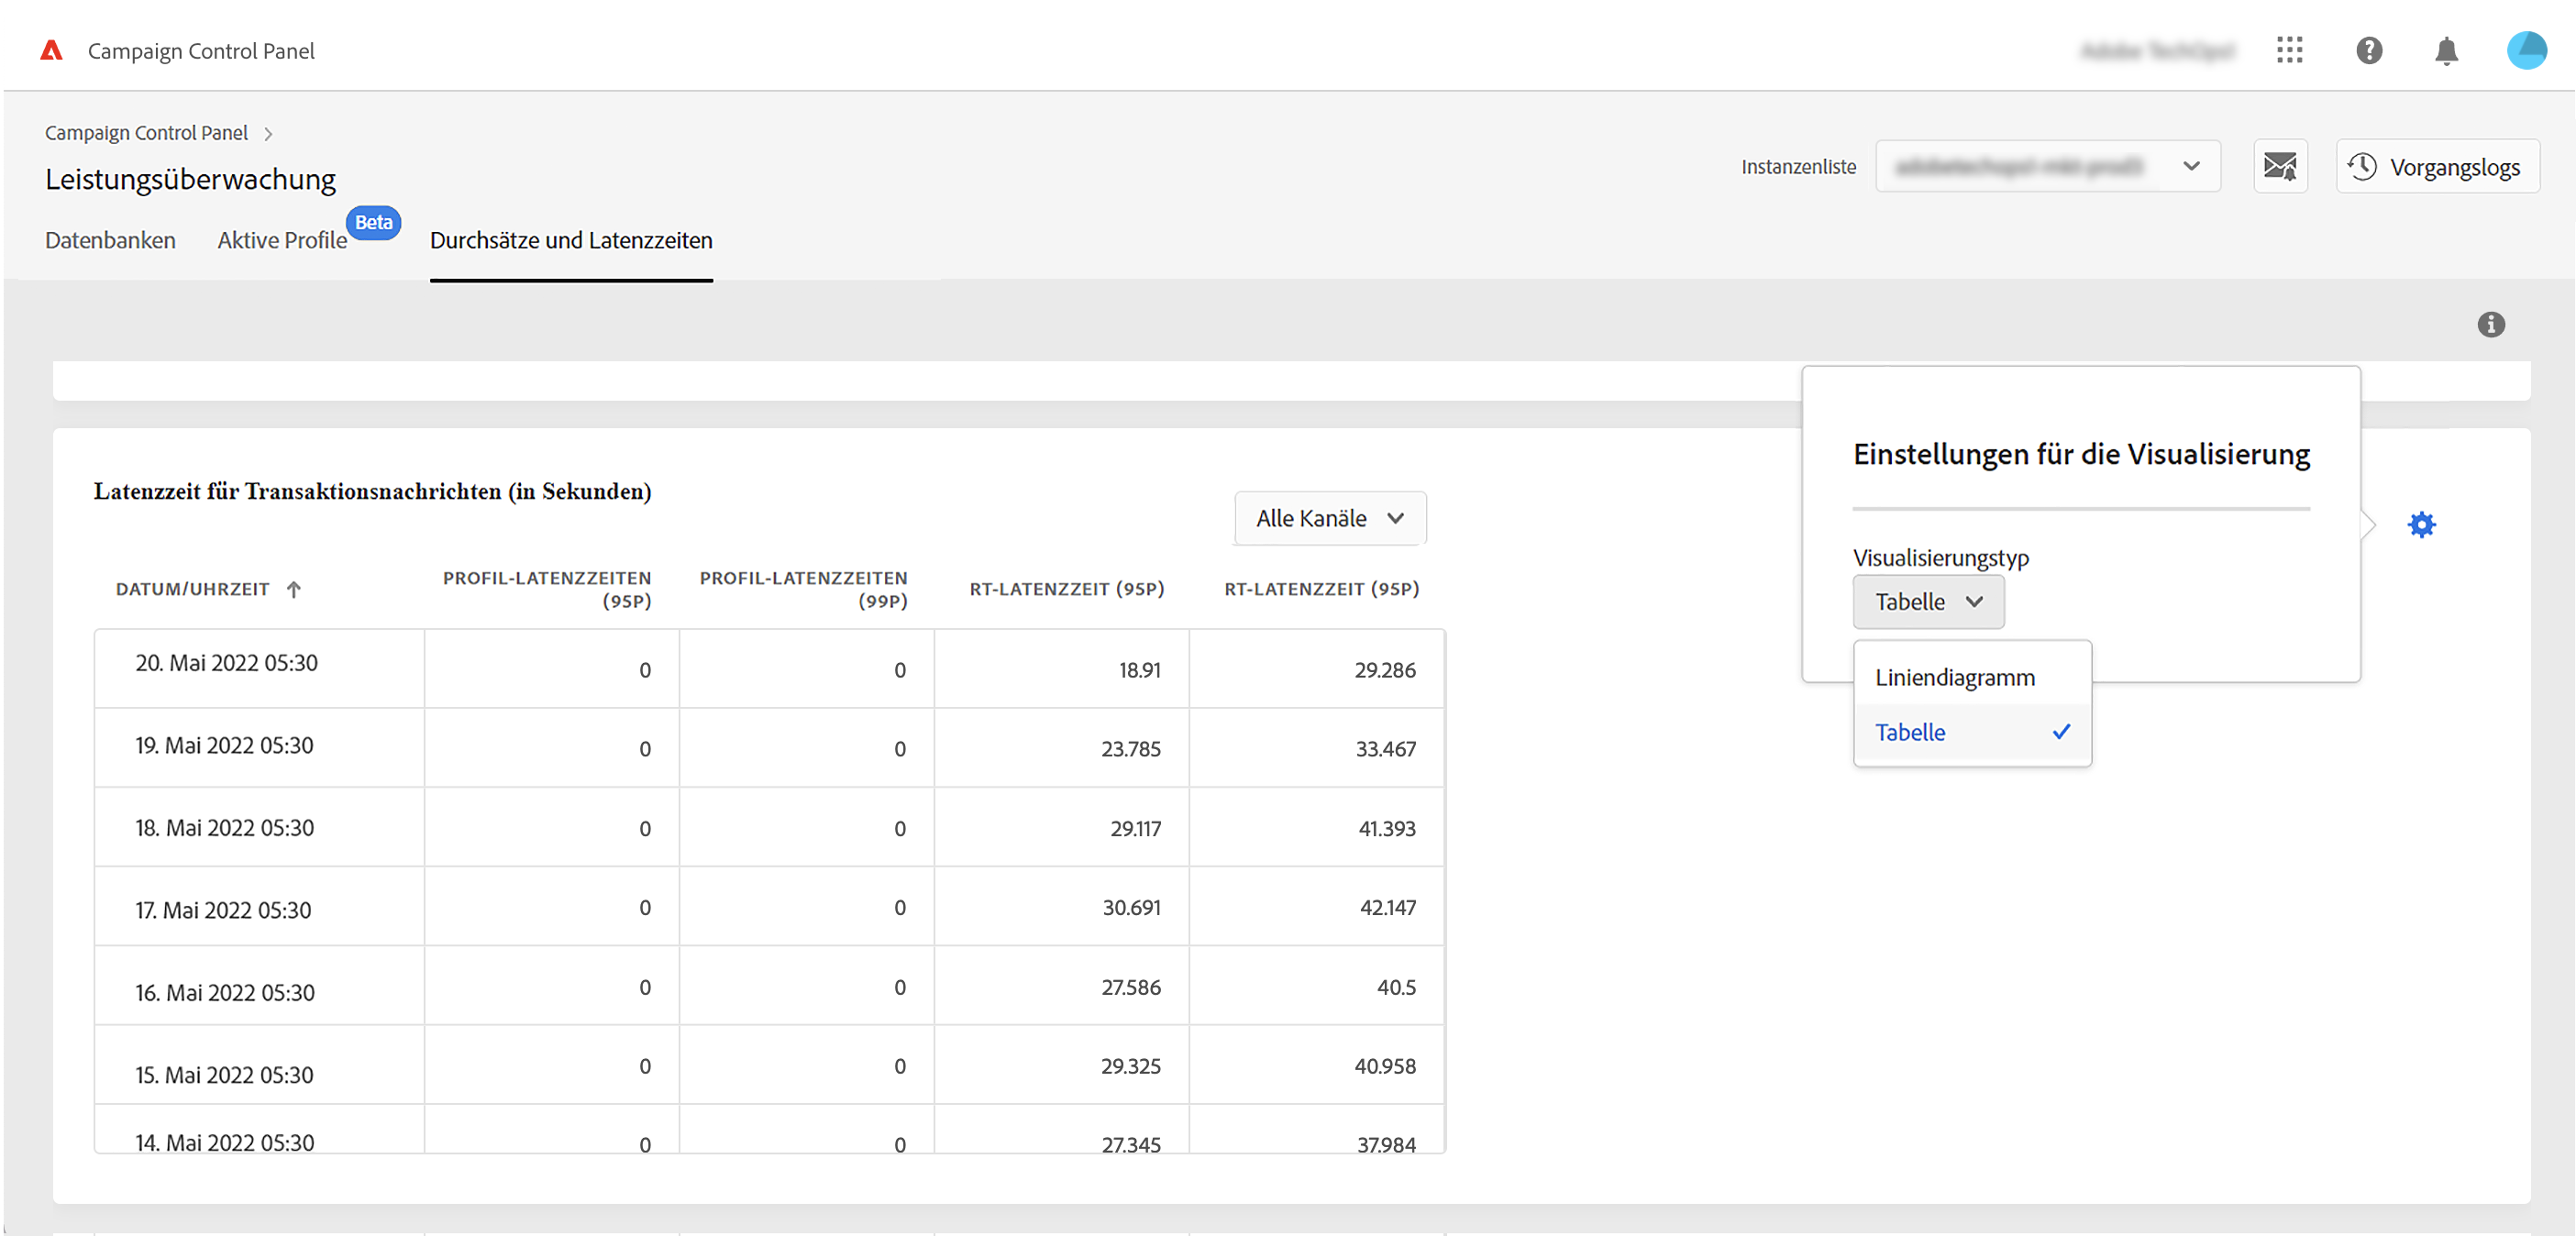 Campaign Control Panel
Campaign Control Panel
Leistungsüberwachung
Instanzenliste
Vorgangslogs
Datenbanken Aktive Profile Beta Durchsätze und Latenzzeiten
Einstellungen für die Visualisierung
Visualisierungstyp
Tabelle
Liniendiagramm
Tabelle
Latenzzeit für Transaktionsnachrichten (in Sekunden)
Alle Kanäle
DATUM/UHRZEIT PROFIL-LATENZZEITEN (95P) PROFIL-LATENZZEITEN (99P) RT-LATENZZEIT (95P) RT-LATENZZEIT (95P)
20. Mai 2022 05:30 0 0 18.91 29.286
19. Mai 2022 05:30 0 0 23.785 33.467
18. Mai 2022 05:30 0 0 29.117 41.393
17. Mai 2022 05:30 0 0 30.691 42.147
16. Mai 2022 05:30 0 0 27.586 40.5
15. Mai 2022 05:30 0 0 29.325 40.958
14. Mai 2022 05:30 0 0 27.345 37.984